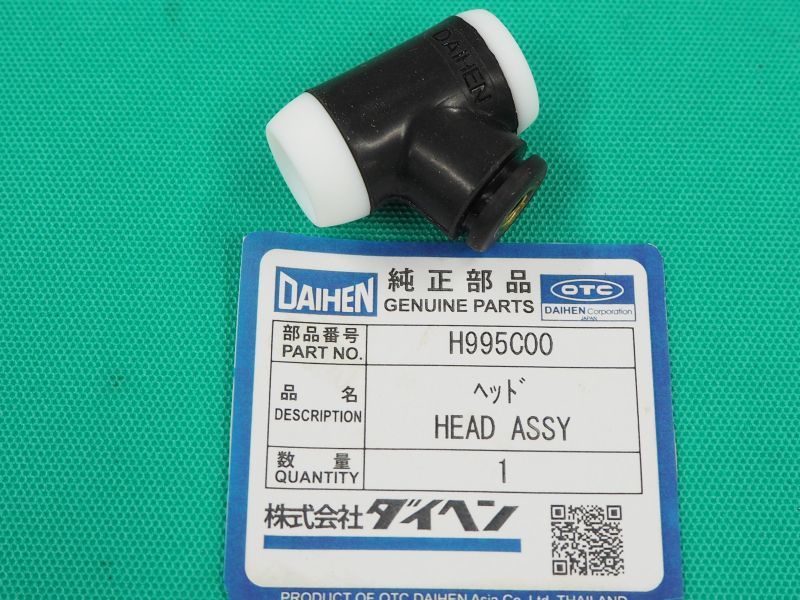 DAIHEN
DAIHEN
純正部品
GENUINE PARTS
OTC
DAIHEN Corporation
JAPAN
部品番号
PART NO.
H995C00
品 名
DESCRIPTION
ヘッド
HEAD ASSY
数 量
QUANTITY
1
株式会社ダイヘン
PRODUCT OF OTC DAIHEN Asia Co.,Ltd. THAILAND